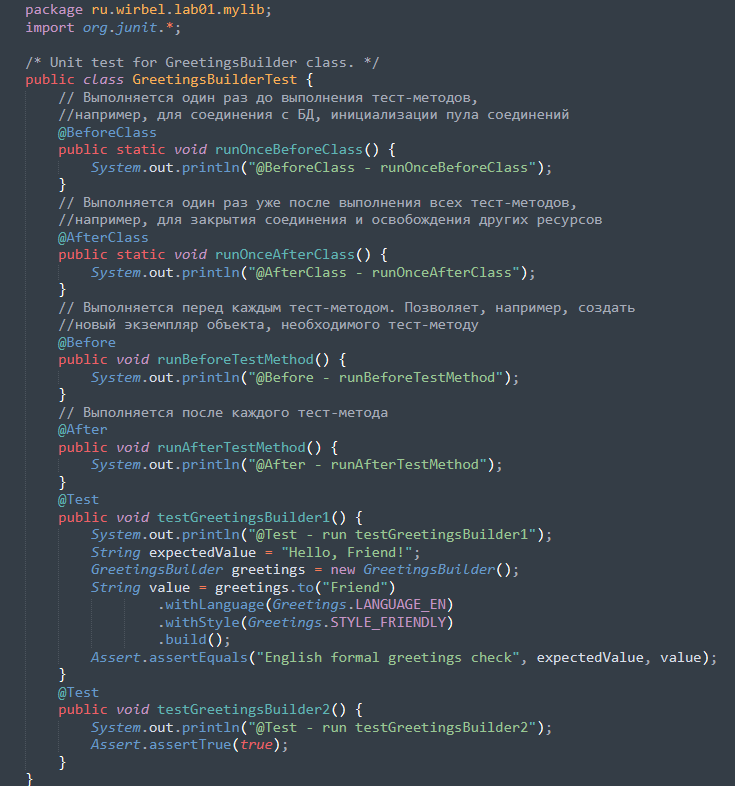 package ru.wirbel.lab01.mylib;
import org.junit.*;

/* Unit test for GreetingsBuilder class. */
public class GreetingsBuilderTest {
    // Выполняется один раз до выполнения тест-методов,
    //например, для соединения с БД, инициализации пула соединений
    @BeforeClass
    public static void runOnceBeforeClass() {
        System.out.println("@BeforeClass - runOnceBeforeClass");
    }
    // Выполняется один раз уже после выполнения всех тест-методов,
    //например, для закрытия соединения и освобождения других ресурсов
    @AfterClass
    public static void runOnceAfterClass() {
        System.out.println("@AfterClass - runOnceAfterClass");
    }
    // Выполняется перед каждым тест-методом. Позволяет, например, создать
    //новый экземпляр объекта, необходимого тест-методу
    @Before
    public void runBeforeTestMethod() {
        System.out.println("@Before - runBeforeTestMethod");
    }
    // Выполняется после каждого тест-метода
    @After
    public void runAfterTestMethod() {
        System.out.println("@After - runAfterTestMethod");
    }
    @Test
    public void testGreetingsBuilder1() {
        System.out.println("@Test - run testGreetingsBuilder1");
        String expectedValue = "Hello, Friend!";
        GreetingsBuilder greetings = new GreetingsBuilder();
        String value = greetings.to("Friend")
                .withLanguage(Greetings.LANGUAGE_EN)
                .withStyle(Greetings.STYLE_FRIENDLY)
                .build();
        Assert.assertEquals("English formal greetings check", expectedValue, value);
    }
    @Test
    public void testGreetingsBuilder2() {
        System.out.println("@Test - run testGreetingsBuilder2");
        Assert.assertTrue(true);
    }
}